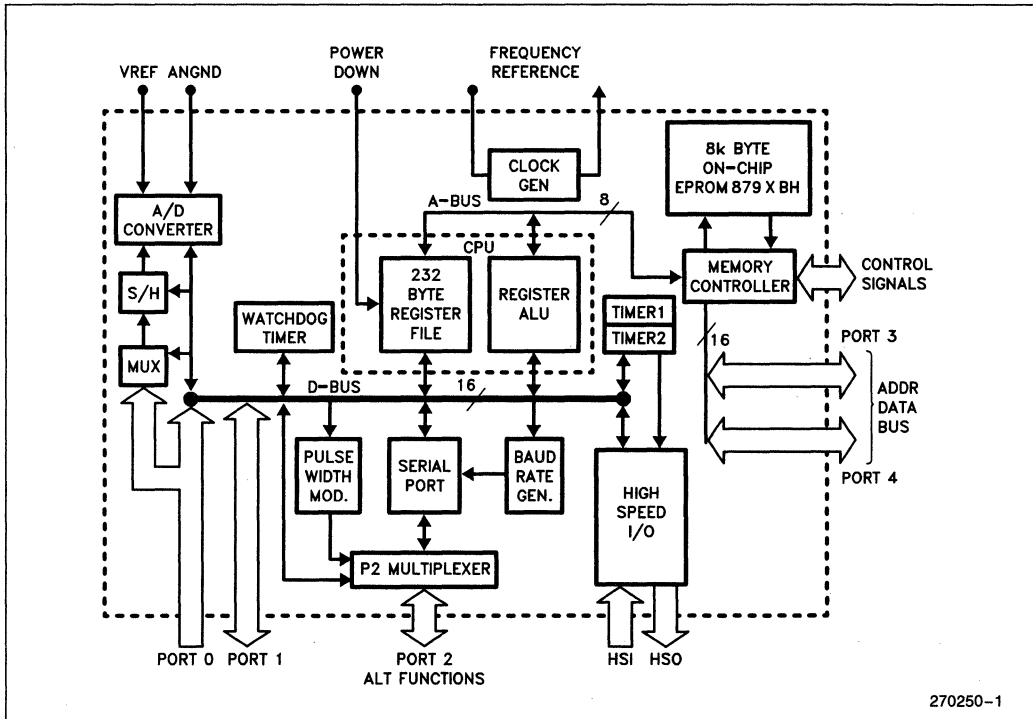 VREF ANGND
POWER
DOWN
FREQUENCY
REFERENCE
CLOCK
GEN
8k BYTE
ON-CHIP
EPROM 879 X BH
A/D
CONVERTER
A-BUS
8
CPU
S/H
MUX
WATCHDOG
TIMER
232
BYTE
REGISTER
FILE
REGISTER
ALU
TIMER1
TIMER2
MEMORY
CONTROLLER
CONTROL
SIGNALS
16
PORT 3
ADDR
DATA
BUS
PORT 4
D-BUS
16
PULSE
WIDTH
MOD.
SERIAL
PORT
BAUD
RATE
GEN.
HIGH
SPEED
I/O
P2 MULTIPLEXER
PORT 0
PORT 1
PORT 2
ALT FUNCTIONS
HSI
HSO
270250-1